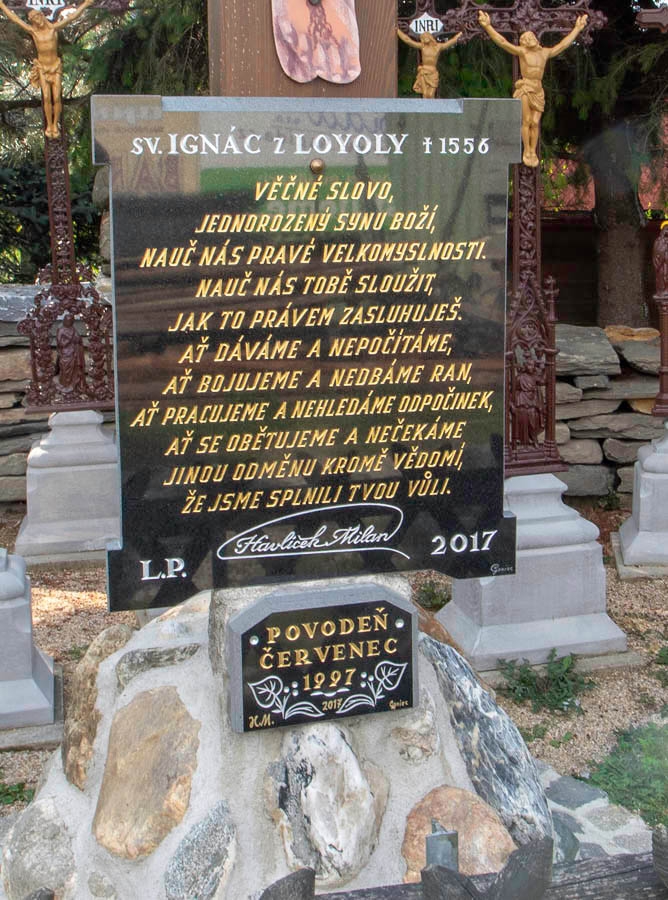 INRI
INRI
SV. IGNÁC Z LOYOLY † 1556
VĚČNÉ SLOVO,
JEDNOROZENÝ SYNU BOŽÍ,
NAUČ NÁS PRAVÉ VELKOMYSLNOSTI.
NAUČ NÁS TOBĚ SLOUŽIT,
JAK TO PRÁVEM ZASLUHUJEŠ.
AŤ DÁVÁME A NEPOČÍTÁME,
AŤ BOJUJEME A NEDBÁME RAN,
AŤ PRACUJEME A NEHLEDÁME ODPOČINEK,
AŤ SE OBĚTUJEME A NEČEKÁME
JINOU ODMĚNU KROMĚ VĚDOMÍ,
ŽE JSME SPLNILI TVOU VŮLI.
L.P. Havlíček Milan 2017
POVODEŇ
ČERVENEC
1997
H.M. 2017